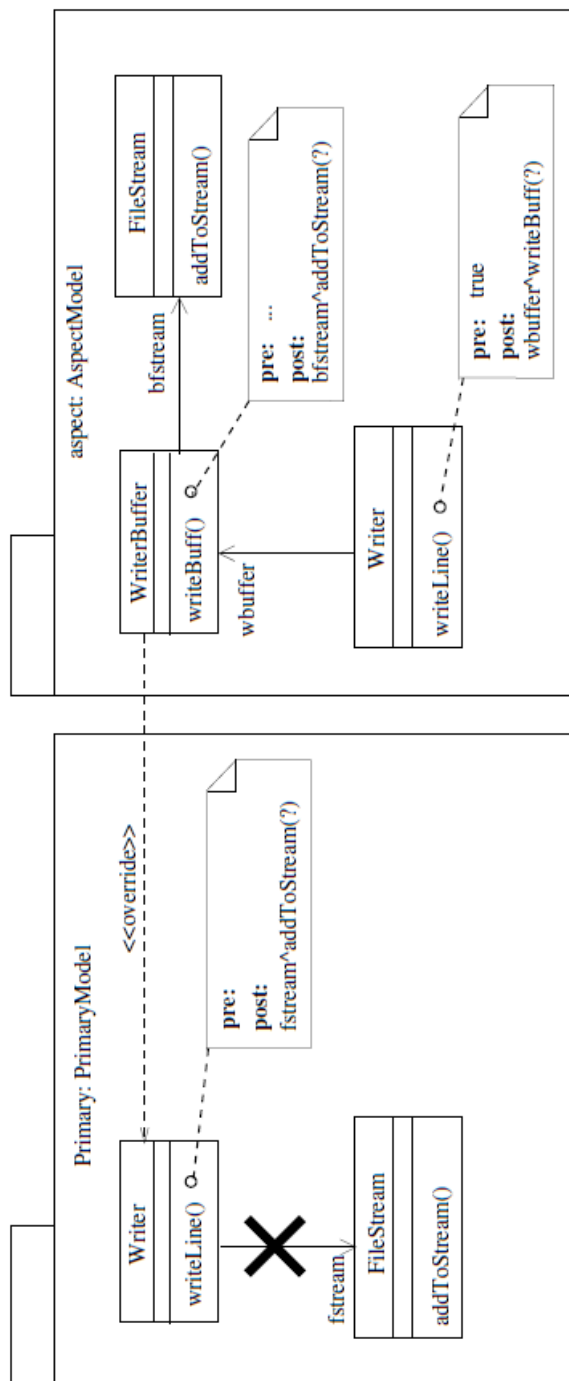 Primary: PrimaryModel
<<override>>
Writer
writeLine()
pre:
post:
fstream^addToStream(?)
fstream
FileStream
addToStream()
aspect: AspectModel
WriterBuffer
writeBuff()
bfstream
FileStream
addToStream()
pre: ...
post:
bfstream^addToStream(?)
wbuffer
Writer
writeLine()
pre: true
post:
wbuffer^writeBuff(?)